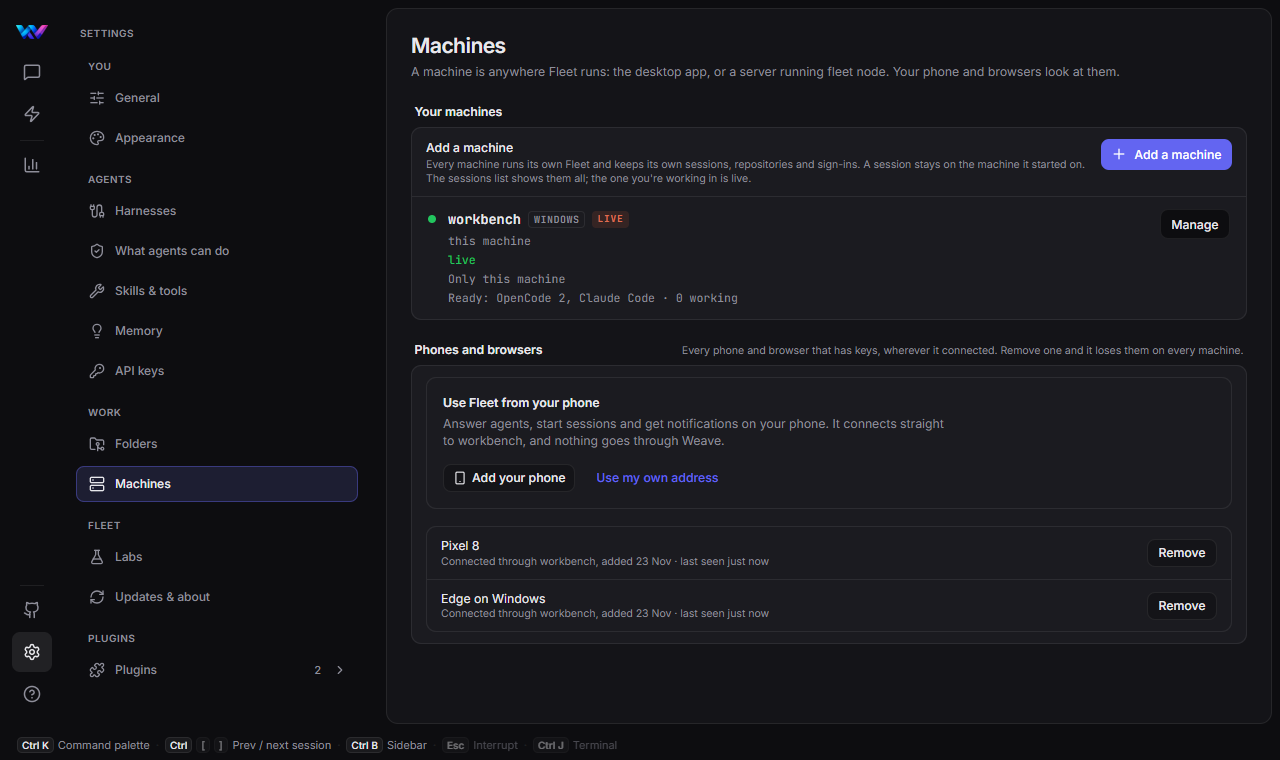 SETTINGS
YOU
General
Appearance
AGENTS
Harnesses
What agents can do
Skills & tools
Memory
API keys
WORK
Folders
Machines
FLEET
Labs
Updates & about
PLUGINS
Plugins 2
Machines
A machine is anywhere Fleet runs: the desktop app, or a server running fleet node. Your phone and browsers look at them.
Your machines
Add a machine
Every machine runs its own Fleet and keeps its own sessions, repositories and sign-ins. A session stays on the machine it started on.
The sessions list shows them all; the one you're working in is live.
Add a machine
workbench WINDOWS LIVE
this machine
live
Only this machine
Ready: OpenCode 2, Claude Code · 0 working
Manage
Phones and browsers
Every phone and browser that has keys, wherever it connected. Remove one and it loses them on every machine.
Use Fleet from your phone
Answer agents, start sessions and get notifications on your phone. It connects straight
to workbench, and nothing goes through Weave.
Add your phone Use my own address
Pixel 8
Connected through workbench, added 23 Nov · last seen just now
Remove
Edge on Windows
Connected through workbench, added 23 Nov · last seen just now
Remove
Ctrl K Command palette · Ctrl [ ] Prev / next session · Ctrl B Sidebar · Esc Interrupt · Ctrl J Terminal